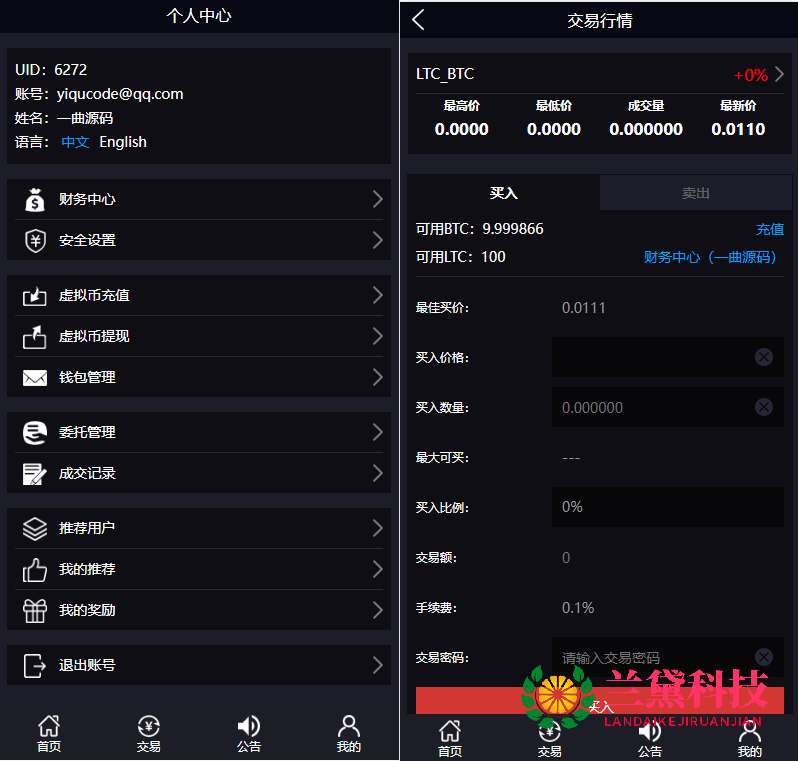 个人中心
UID：6272
账号：yiqucode@qq.com
姓名：一曲源码
语言：中文 English
财务中心
安全设置
虚拟币充值
虚拟币提现
钱包管理
委托管理
成交记录
推荐用户
我的推荐
我的奖励
退出账号
首页 交易 公告 我的
交易行情
LTC_BTC +0%
最高价 最低价 成交量 最新价
0.0000 0.0000 0.000000 0.0110
买入 卖出
可用BTC：9.999866 充值
可用LTC：100 财务中心（一曲源码）
最佳买价： 0.0111
买入价格：
买入数量： 0.000000
最大可买： ---
买入比例： 0%
交易额： 0
手续费： 0.1%
交易密码： 请输入交易密码
买入
兰黛科技
LANDAIKEJIRUANJIAN
首页 交易 公告 我的